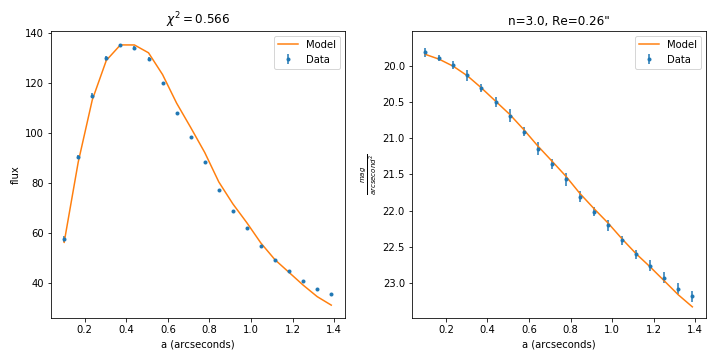 χ² = 0.566
Model
Data
flux
140
120
100
80
60
40
0.2 0.4 0.6 0.8 1.0 1.2 1.4
a (arcseconds)
n=3.0, Re=0.26"
Model
Data
mag/arcsecond²
20.0
20.5
21.0
21.5
22.0
22.5
23.0
0.2 0.4 0.6 0.8 1.0 1.2 1.4
a (arcseconds)